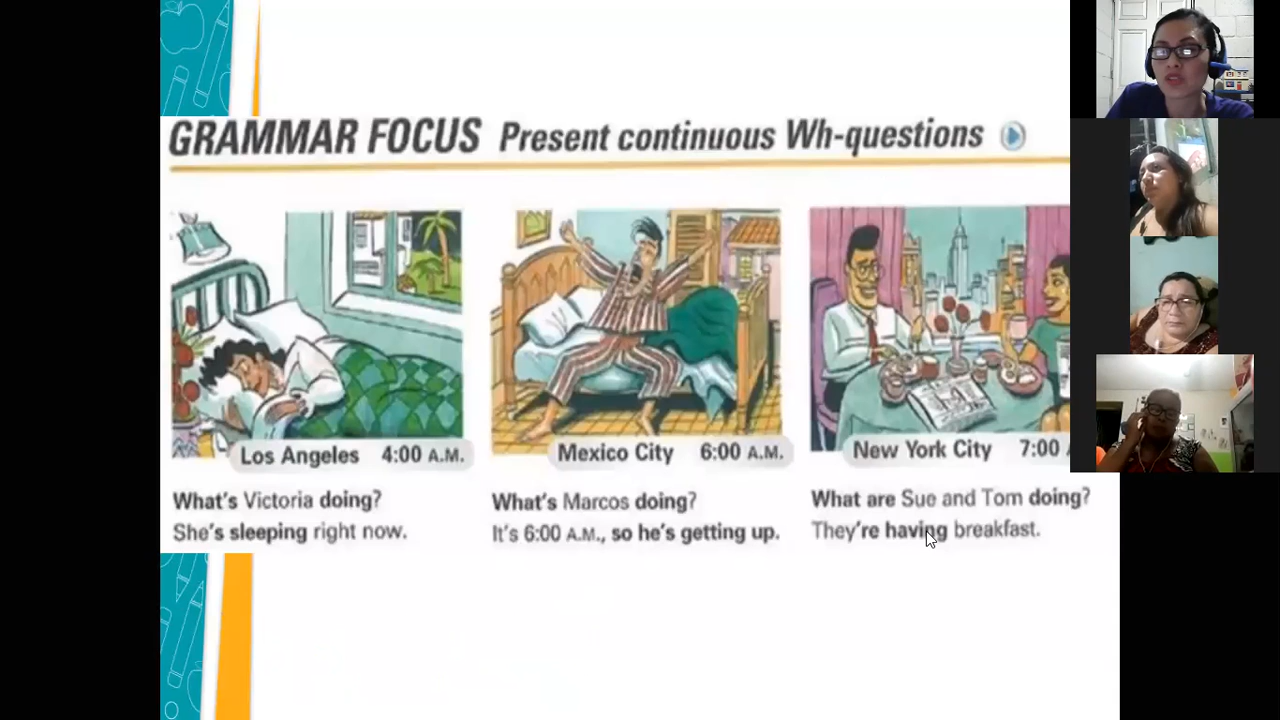 GRAMMAR FOCUS Present continuous Wh-questions
Los Angeles 4:00 A.M.
Mexico City 6:00 A.M.
New York City 7:00
What's Victoria doing?
She's sleeping right now.
What's Marcos doing?
It's 6:00 A.M., so he's getting up.
What are Sue and Tom doing?
They're having breakfast.